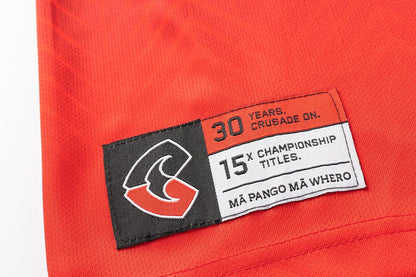 30 YEARS.
CRUSADE ON.
15X CHAMPIONSHIP
TITLES.
MĀ PANGO MĀ WHERO